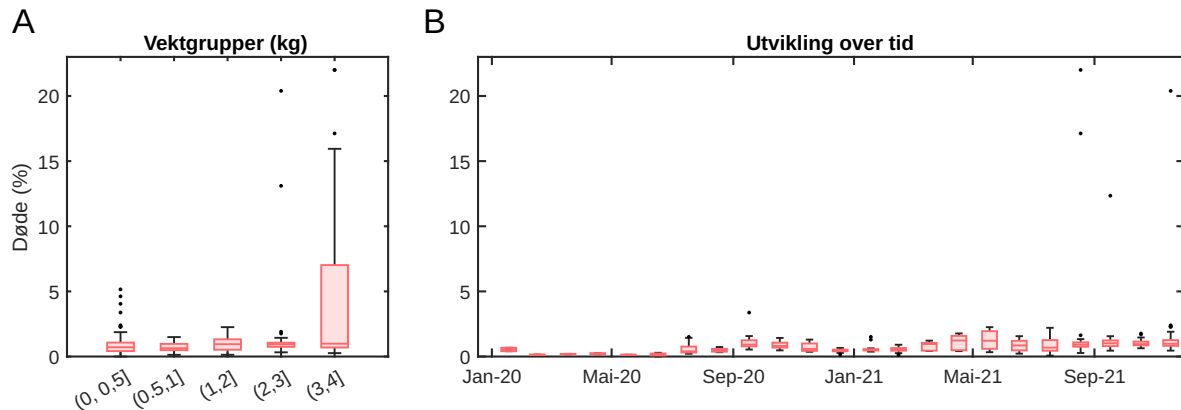 A
Vektgrupper (kg)
Døde (%)
20
15
10
5
0
(0, 0,5]
(0.5,1]
(1,2]
(2,3]
(3,4]
B
Utvikling over tid
20
15
10
5
0
Jan-20
Mai-20
Sep-20
Jan-21
Mai-21
Sep-21